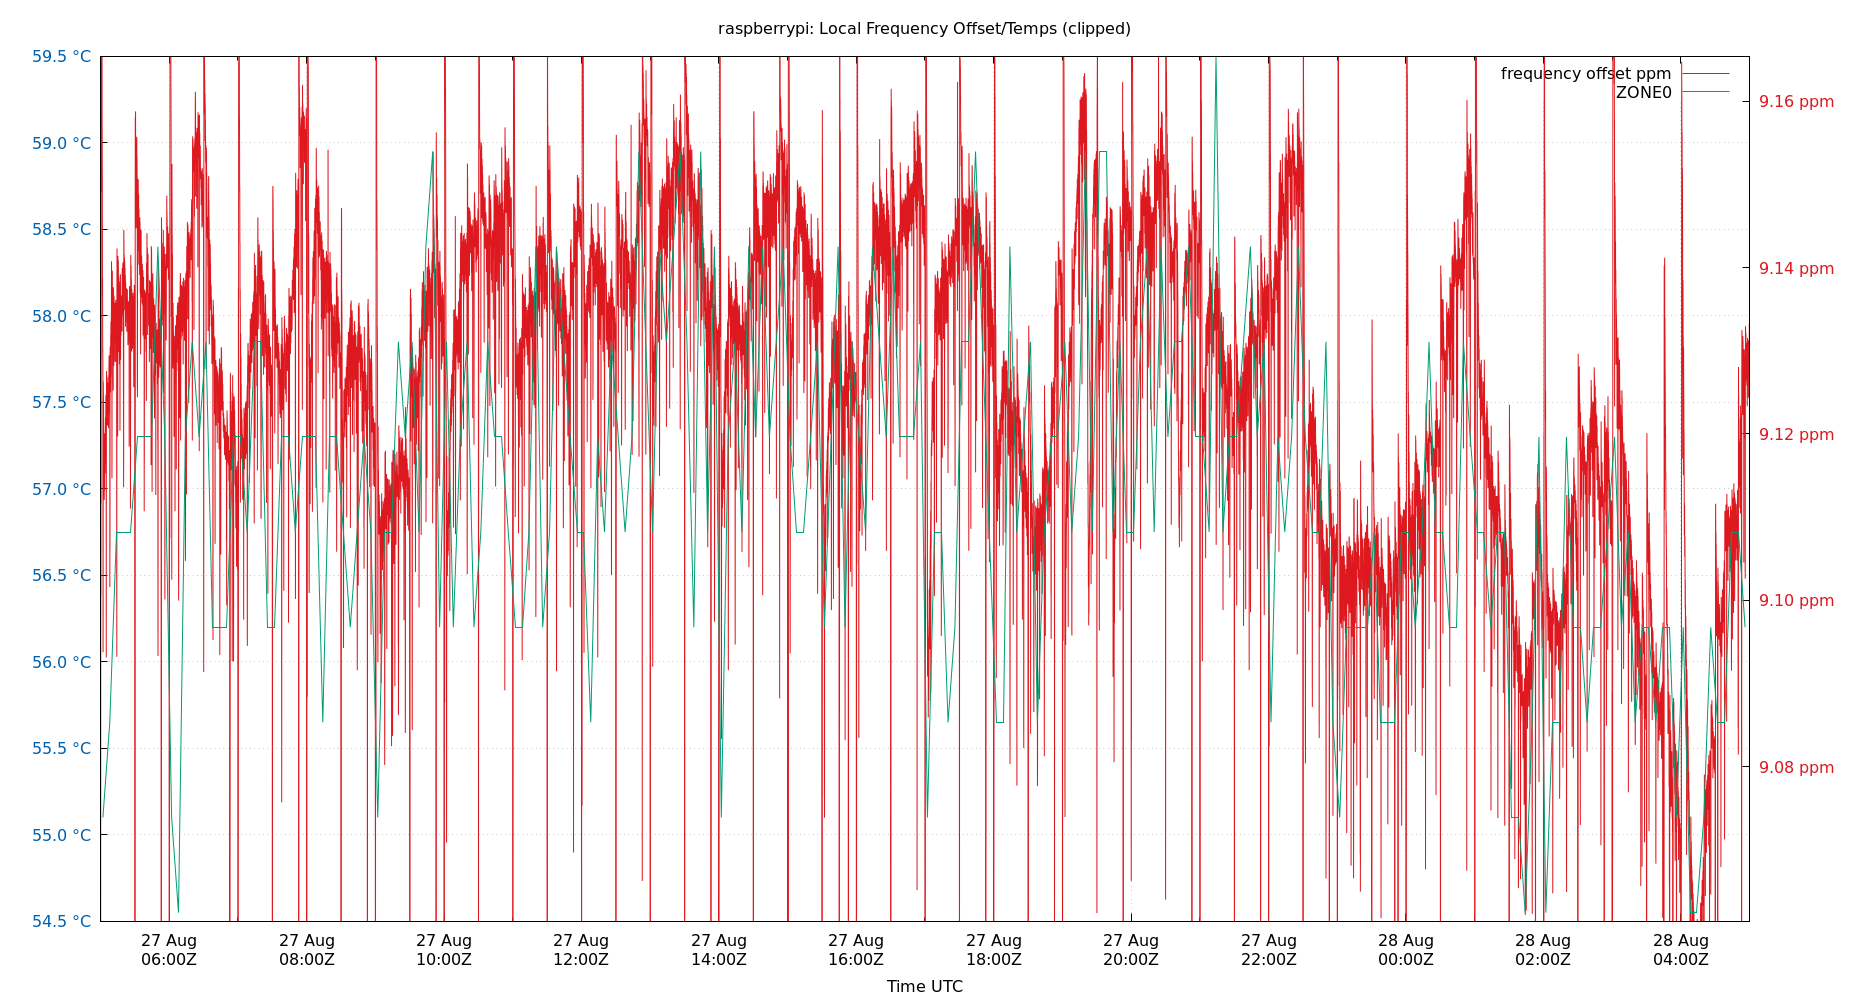 raspberrypi: Local Frequency Offset/Temps (clipped)
frequency offset ppm
ZONE0
59.5 °C
59.0 °C
58.5 °C
58.0 °C
57.5 °C
57.0 °C
56.5 °C
56.0 °C
55.5 °C
55.0 °C
54.5 °C
9.16 ppm
9.14 ppm
9.12 ppm
9.10 ppm
9.08 ppm
27 Aug 27 Aug 27 Aug 27 Aug 27 Aug 27 Aug 27 Aug 27 Aug 27 Aug 28 Aug 28 Aug 28 Aug
06:00Z 08:00Z 10:00Z 12:00Z 14:00Z 16:00Z 18:00Z 20:00Z 22:00Z 00:00Z 02:00Z 04:00Z
Time UTC